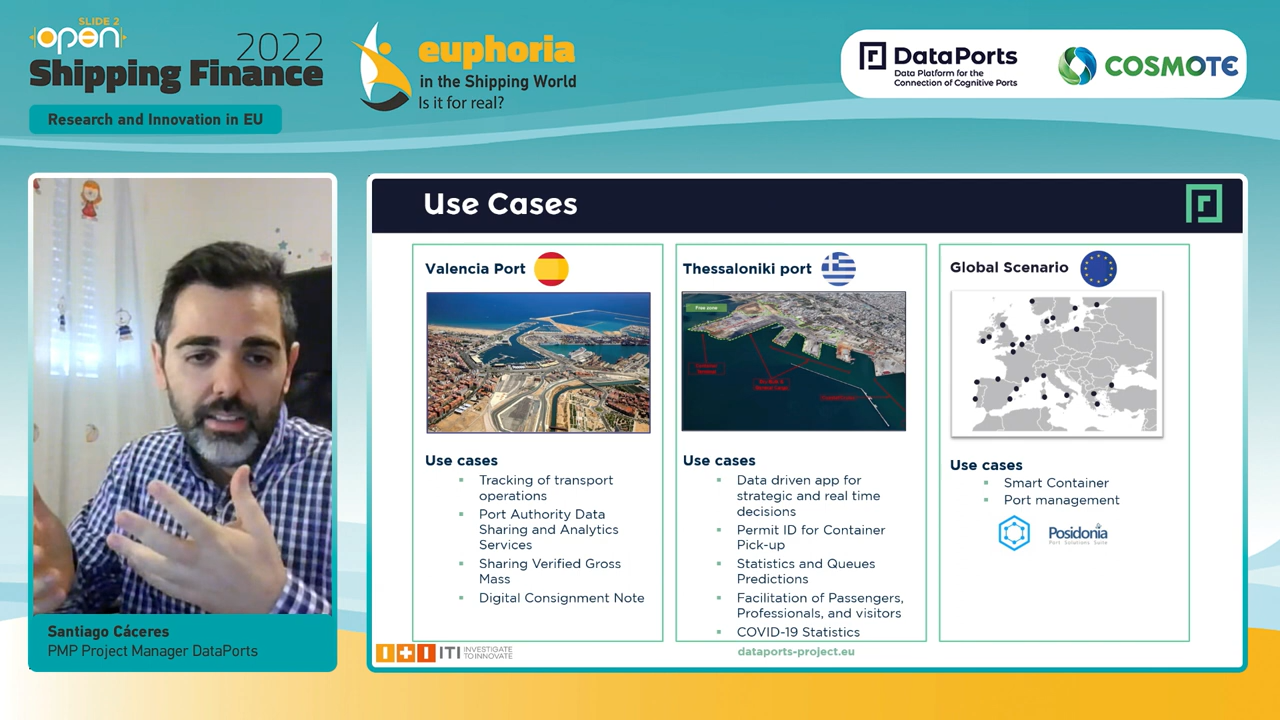 SLIDE 2
open
2022
Shipping Finance
Research and Innovation in EU
euphoria
in the Shipping World
Is it for real?
DataPorts
Data Platform for the
Connection of Cognitive Ports
COSMOTE
Santiago Cáceres
PMP Project Manager DataPorts
Use Cases
Valencia Port
Use cases
Tracking of transport
operations
Port Authority Data
Sharing and Analytics
Services
Sharing Verified Gross
Mass
Digital Consignment Note
Thessaloniki port
Free zone
Use cases
Data driven app for
strategic and real time
decisions
Permit ID for Container
Pick-up
Statistics and Queues
Predictions
Facilitation of Passengers,
Professionals, and visitors
COVID-19 Statistics
Global Scenario
Use cases
Smart Container
Port management
Posidonia
Port Solutions Suite
ITI INVESTIGATE
TO INNOVATE
dataports-project.eu